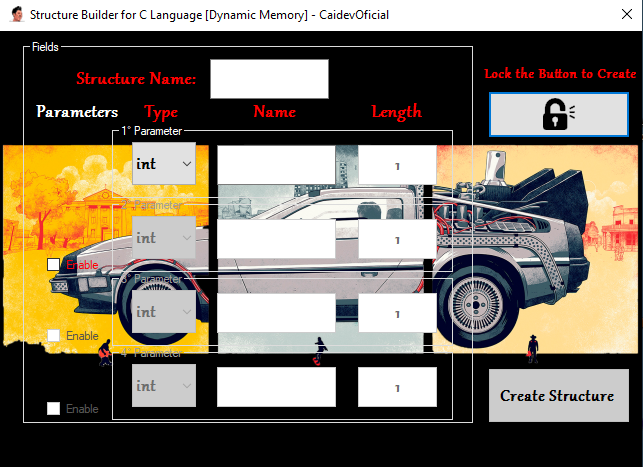 Structure Builder for C Language [Dynamic Memory] - CaidevOficial
Fields
Structure Name:
Lock the Button to Create
Parameters Type Name Length
1° Parameter
int 1
2° Parameter
int 1
Enable
3° Parameter
int 1
Enable
4° Parameter
int 1
Enable
Create Structure